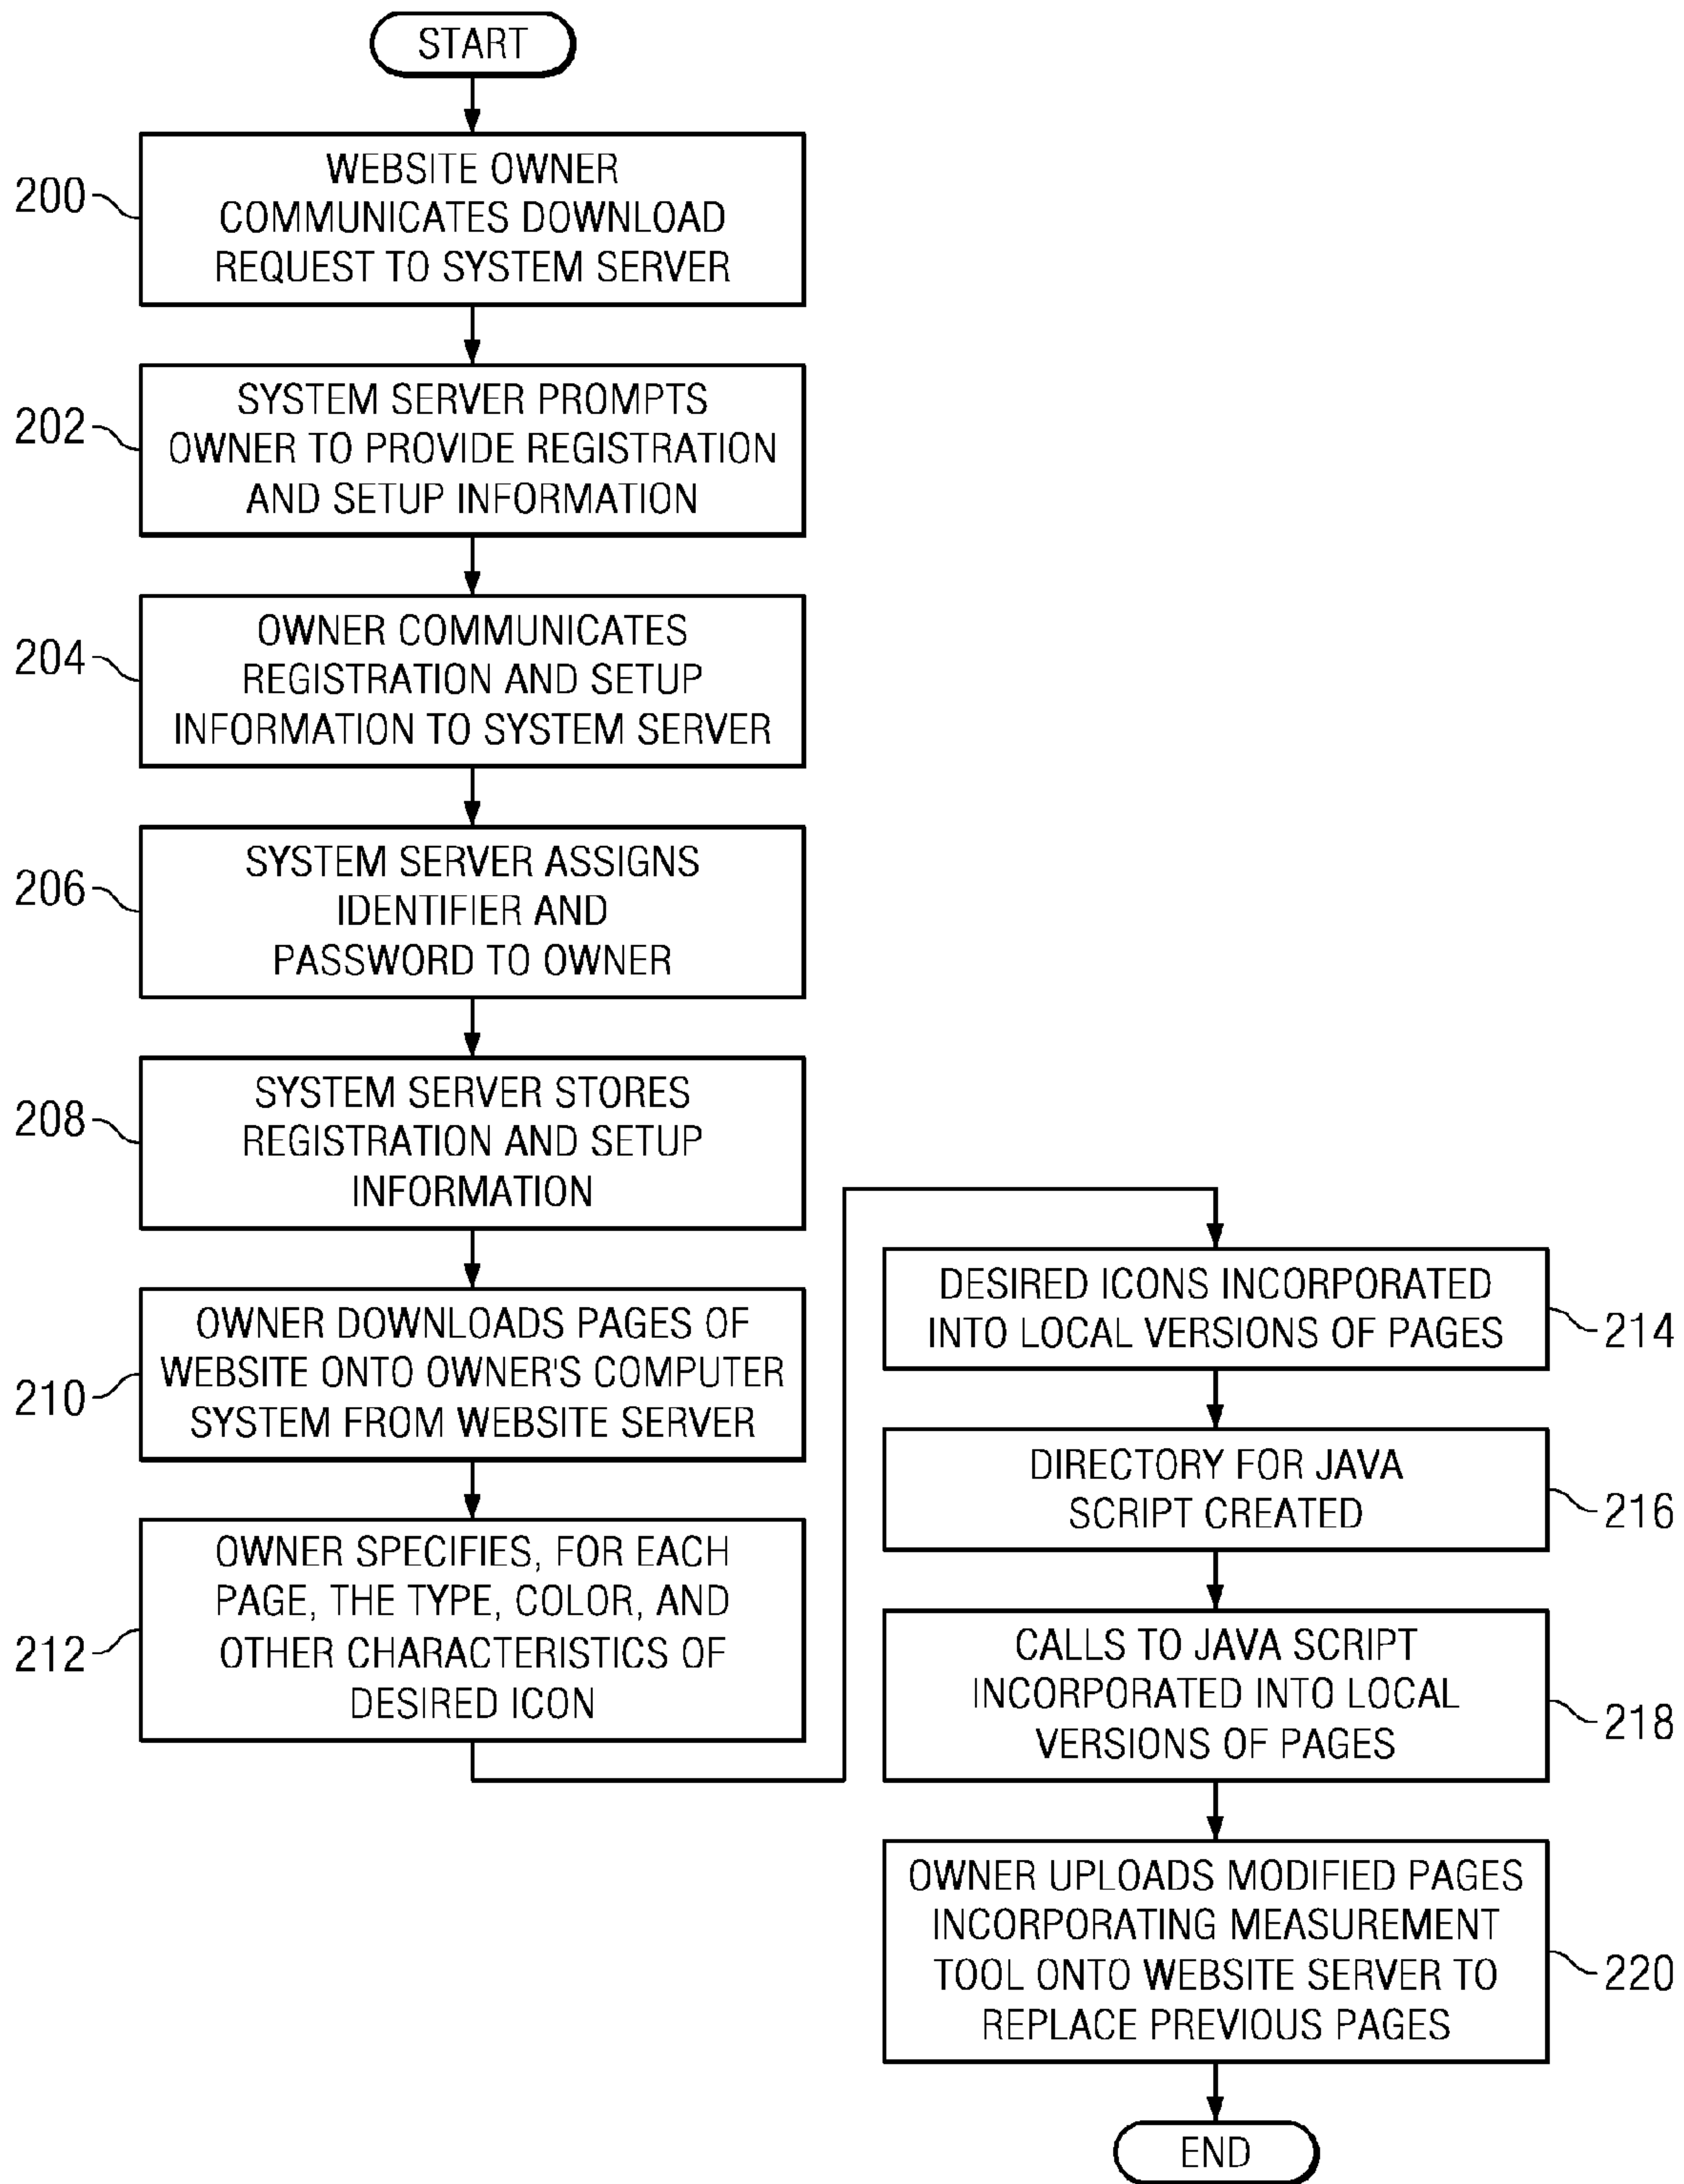 START
200
WEBSITE OWNER
COMMUNICATES DOWNLOAD
REQUEST TO SYSTEM SERVER
202
SYSTEM SERVER PROMPTS
OWNER TO PROVIDE REGISTRATION
AND SETUP INFORMATION
204
OWNER COMMUNICATES
REGISTRATION AND SETUP
INFORMATION TO SYSTEM SERVER
206
SYSTEM SERVER ASSIGNS
IDENTIFIER AND
PASSWORD TO OWNER
208
SYSTEM SERVER STORES
REGISTRATION AND SETUP
INFORMATION
210
OWNER DOWNLOADS PAGES OF
WEBSITE ONTO OWNER'S COMPUTER
SYSTEM FROM WEBSITE SERVER
212
OWNER SPECIFIES, FOR EACH
PAGE, THE TYPE, COLOR, AND
OTHER CHARACTERISTICS OF
DESIRED ICON
DESIRED ICONS INCORPORATED
INTO LOCAL VERSIONS OF PAGES
214
DIRECTORY FOR JAVA
SCRIPT CREATED
216
CALLS TO JAVA SCRIPT
INCORPORATED INTO LOCAL
VERSIONS OF PAGES
218
OWNER UPLOADS MODIFIED PAGES
INCORPORATING MEASUREMENT
TOOL ONTO WEBSITE SERVER TO
REPLACE PREVIOUS PAGES
220
END